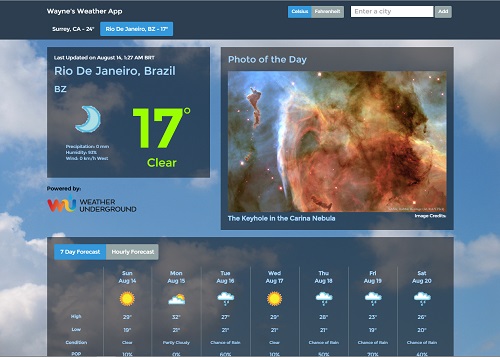 Wayne's Weather App
Celsius Fahrenheit Enter a city Add
Surrey, CA - 24° Rio De Janeiro, BZ - 17°
Last Updated on August 14, 1:27 AM BRT
Rio De Janeiro, Brazil
BZ
17°
Clear
Precipitation: 0 mm
Humidity: 92%
Wind: 0 km/h West
Powered by:
WU WEATHER
UNDERGROUND
Photo of the Day
The Keyhole in the Carina Nebula Image Credits:
7 Day Forecast Hourly Forecast
Sun Mon Tue Wed Thu Fri Sat
Aug 14 Aug 15 Aug 16 Aug 17 Aug 18 Aug 19 Aug 20
High 29° 32° 27° 29° 28° 23° 26°
Low 19° 21° 21° 21° 21° 19° 20°
Condition Clear Partly Cloudy Chance of Rain Clear Chance of Rain Chance of Rain Chance of Rain
POP 10% 0% 60% 10% 50% 70% 40%